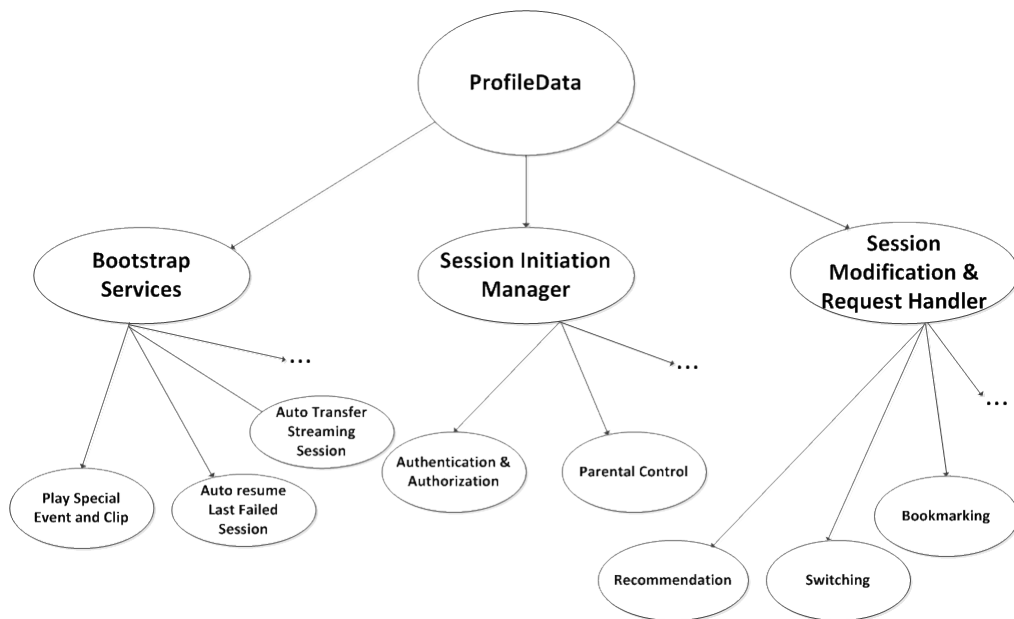 ProfileData
Bootstrap
Services
Session Initiation
Manager
Session
Modification &
Request Handler
...
...
...
Auto Transfer
Streaming
Session
Authentication &
Authorization
Parental Control
Play Special
Event and Clip
Auto resume
Last Failed
Session
Bookmarking
Recommendation
Switching